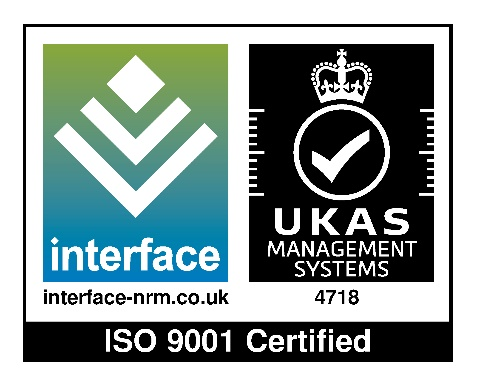 interface
interface-nrm.co.uk
UKAS
MANAGEMENT
SYSTEMS
4718
ISO 9001 Certified